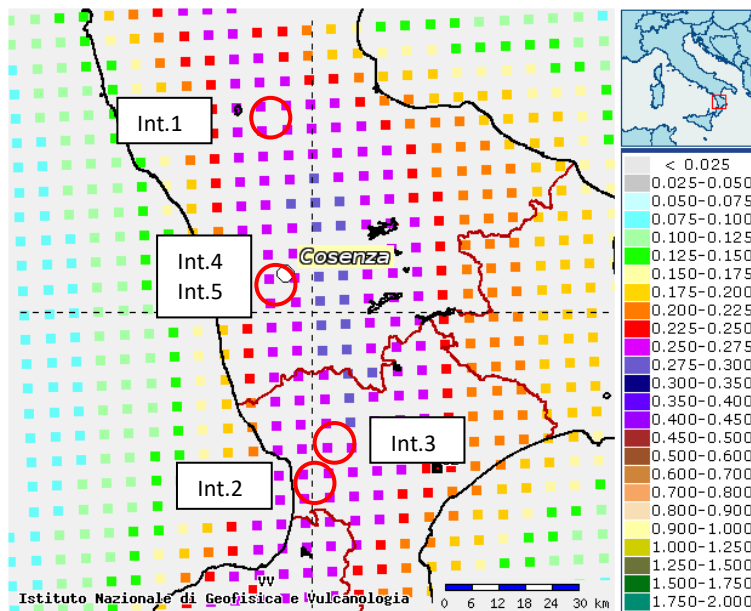 Int.1
Int.4
Int.5
Cosenza
Int.3
Int.2
VV
Istituto Nazionale di Geofisica e Vulcanologia
0 6 12 18 24 30 km
< 0.025
0.025-0.050
0.050-0.075
0.075-0.100
0.100-0.125
0.125-0.150
0.150-0.175
0.175-0.200
0.200-0.225
0.225-0.250
0.250-0.275
0.275-0.300
0.300-0.350
0.350-0.400
0.400-0.450
0.450-0.500
0.500-0.600
0.600-0.700
0.700-0.800
0.800-0.900
0.900-1.000
1.000-1.250
1.250-1.500
1.500-1.750
1.750-2.000